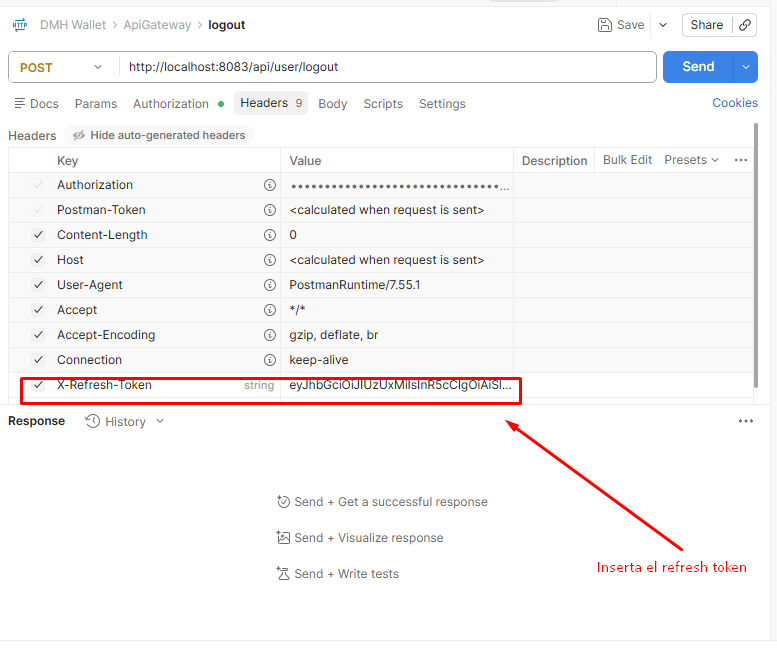 HTTP DMH Wallet > ApiGateway > logout Save Share
POST http://localhost:8083/api/user/logout Send
Docs Params Authorization Headers 9 Body Scripts Settings Cookies
Headers Hide auto-generated headers
Key Value Description Bulk Edit Presets
Authorization ••••••••••••••••••••••••••••••• ...
Postman-Token <calculated when request is sent>
Content-Length 0
Host <calculated when request is sent>
User-Agent PostmanRuntime/7.55.1
Accept */*
Accept-Encoding gzip, deflate, br
Connection keep-alive
X-Refresh-Token string eyJhbGciOiJIUzUxMiIsInR5cCIgOiAiSl...
Response History
Send + Get a successful response
Send + Visualize response
Send + Write tests
Inserta el refresh token